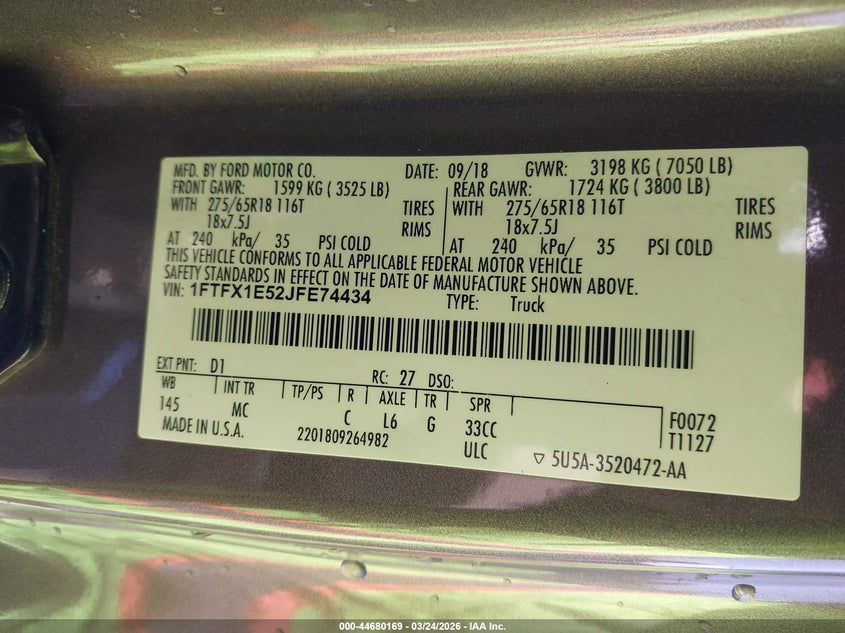 MFD. BY FORD MOTOR CO. DATE: 09/18 GVWR: 3198 KG ( 7050 LB)
FRONT GAWR: 1599 KG ( 3525 LB) REAR GAWR: 1724 KG ( 3800 LB)
WITH 275/65R18 116T TIRES WITH 275/65R18 116T TIRES
18x7.5J RIMS 18x7.5J RIMS
AT 240 kPa/ 35 PSI COLD AT 240 kPa/ 35 PSI COLD
THIS VEHICLE CONFORMS TO ALL APPLICABLE FEDERAL MOTOR VEHICLE
SAFETY STANDARDS IN EFFECT ON THE DATE OF MANUFACTURE SHOWN ABOVE.
VIN: 1FTFX1E52JFE74434 TYPE: Truck
EXT PNT: D1 RC: 27 DSO:
WB INT TR TP/PS R AXLE TR SPR
145 MC C L6 G 33CC F0072
MADE IN U.S.A. 2201809264982 ULC T1127
5U5A-3520472-AA
000-44680169 - 03/24/2026 - IAA Inc.